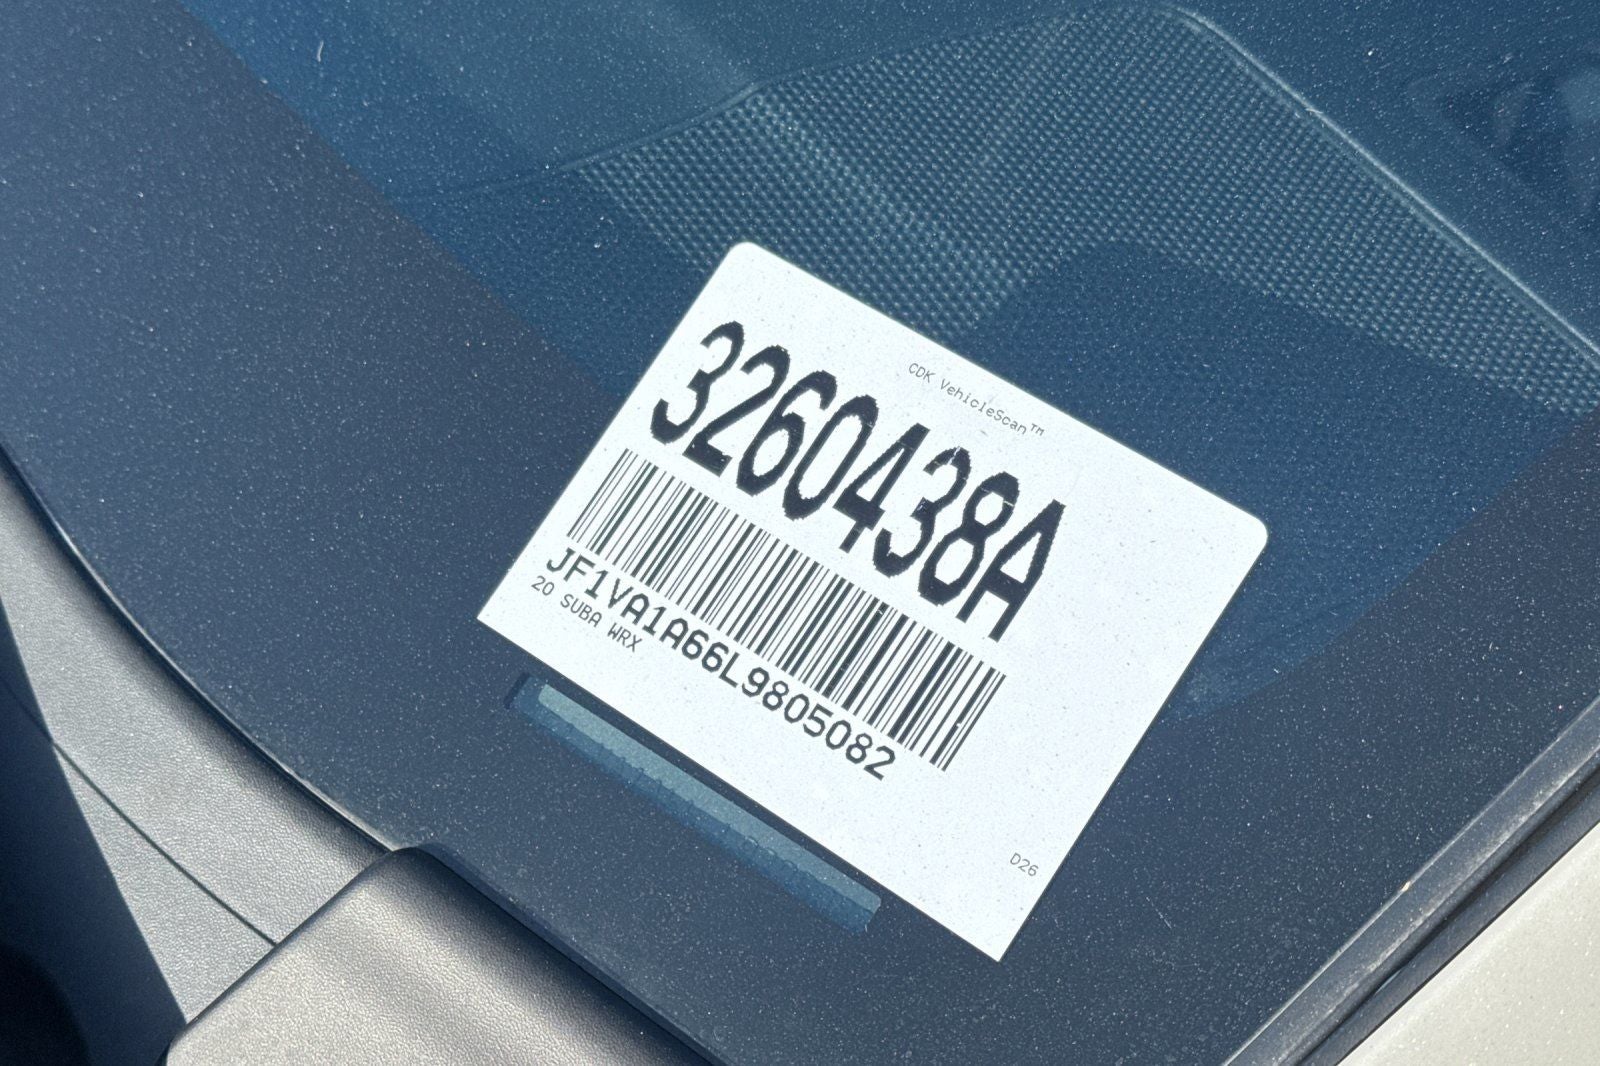 CDK VehicleScan™
3260438A
JF1VA1A66L9805082
20 SUBA WRX
D26